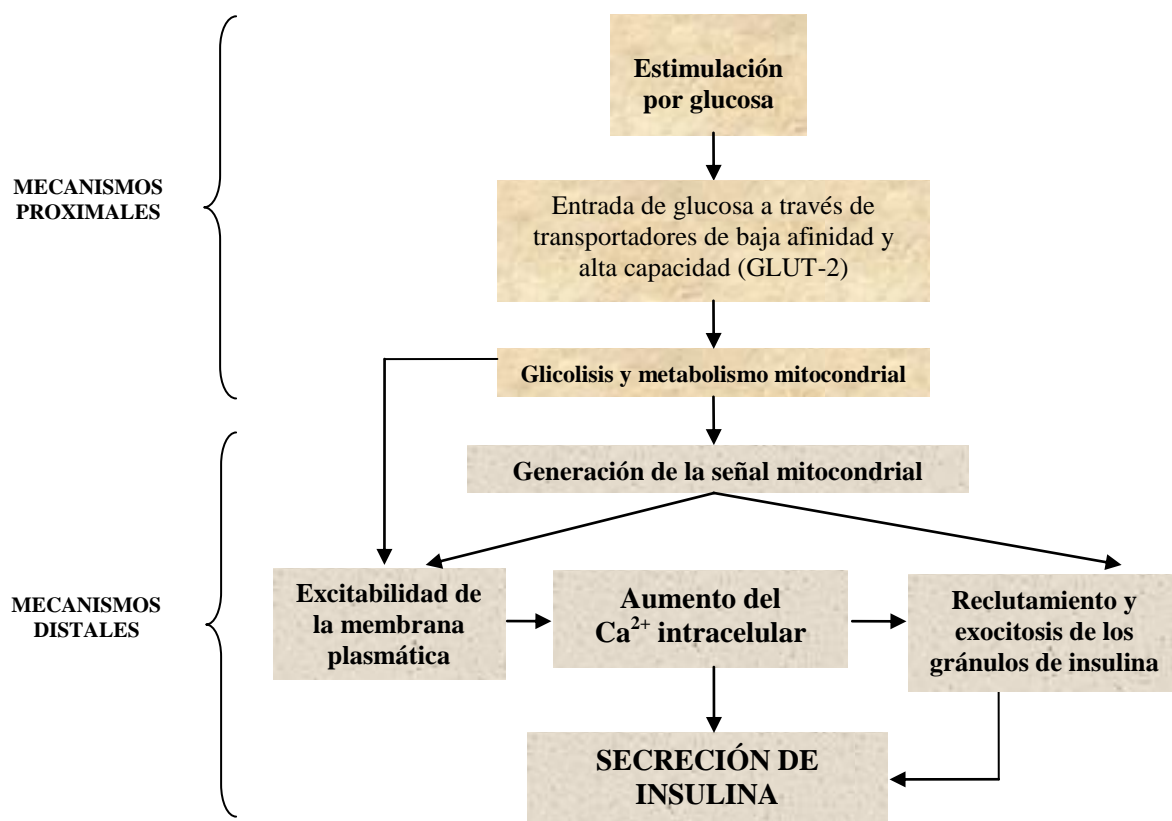 Estimulación
por glucosa
MECANISMOS
PROXIMALES
Entrada de glucosa a través de
transportadores de baja afinidad y
alta capacidad (GLUT-2)
Glicolisis y metabolismo mitocondrial
Generación de la señal mitocondrial
MECANISMOS
DISTALES
Excitabilidad de
la membrana
plasmática
Aumento del
Ca²⁺ intracelular
Reclutamiento y
exocitosis de los
gránulos de insulina
SECRECIÓN DE
INSULINA